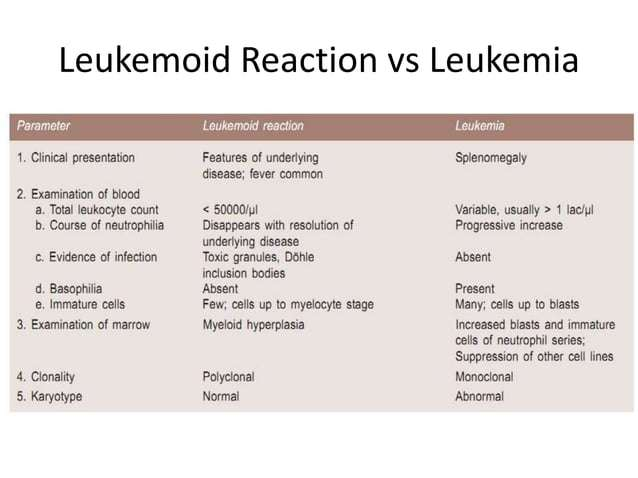 Leukemoid Reaction vs Leukemia
Parameter Leukemoid reaction Leukemia
1. Clinical presentation Features of underlying Splenomegaly
disease; fever common
2. Examination of blood
a. Total leukocyte count < 50000/µl Variable, usually > 1 lac/µl
b. Course of neutrophilia Disappears with resolution of Progressive increase
underlying disease
c. Evidence of infection Toxic granules, Döhle Absent
inclusion bodies
d. Basophilia Absent Present
e. Immature cells Few; cells up to myelocyte stage Many; cells up to blasts
3. Examination of marrow Myeloid hyperplasia Increased blasts and immature
cells of neutrophil series;
Suppression of other cell lines
4. Clonality Polyclonal Monoclonal
5. Karyotype Normal Abnormal